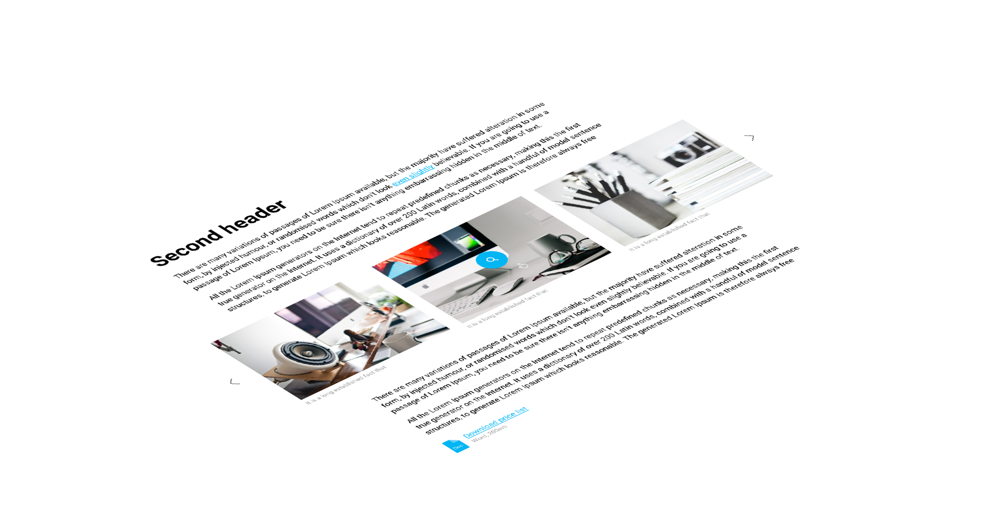 Second header
There are many variations of passages of Lorem Ipsum available, but the majority have suffered alteration in some
form, by injected humour, or randomised words which don't look even slightly believable. If you are going to use a
passage of Lorem Ipsum, you need to be sure there isn't anything embarrassing hidden in the middle of text.
All the Lorem Ipsum generators on the Internet tend to repeat predefined chunks as necessary, making this the first
true generator on the Internet. It uses a dictionary of over 200 Latin words, combined with a handful of model sentence
structures, to generate Lorem Ipsum which looks reasonable. The generated Lorem Ipsum is therefore always free
It is a long established fact that
It is a long established fact that
It is a long established fact that
There are many variations of passages of Lorem Ipsum available, but the majority have suffered alteration in some
form, by injected humour, or randomised words which don't look even slightly believable. If you are going to use a
passage of Lorem Ipsum, you need to be sure there isn't anything embarrassing hidden in the middle of text.
All the Lorem Ipsum generators on the Internet tend to repeat predefined chunks as necessary, making this the first
true generator on the Internet. It uses a dictionary of over 200 Latin words, combined with a handful of model sentence
structures, to generate Lorem Ipsum which looks reasonable. The generated Lorem Ipsum is therefore always free
Download price list